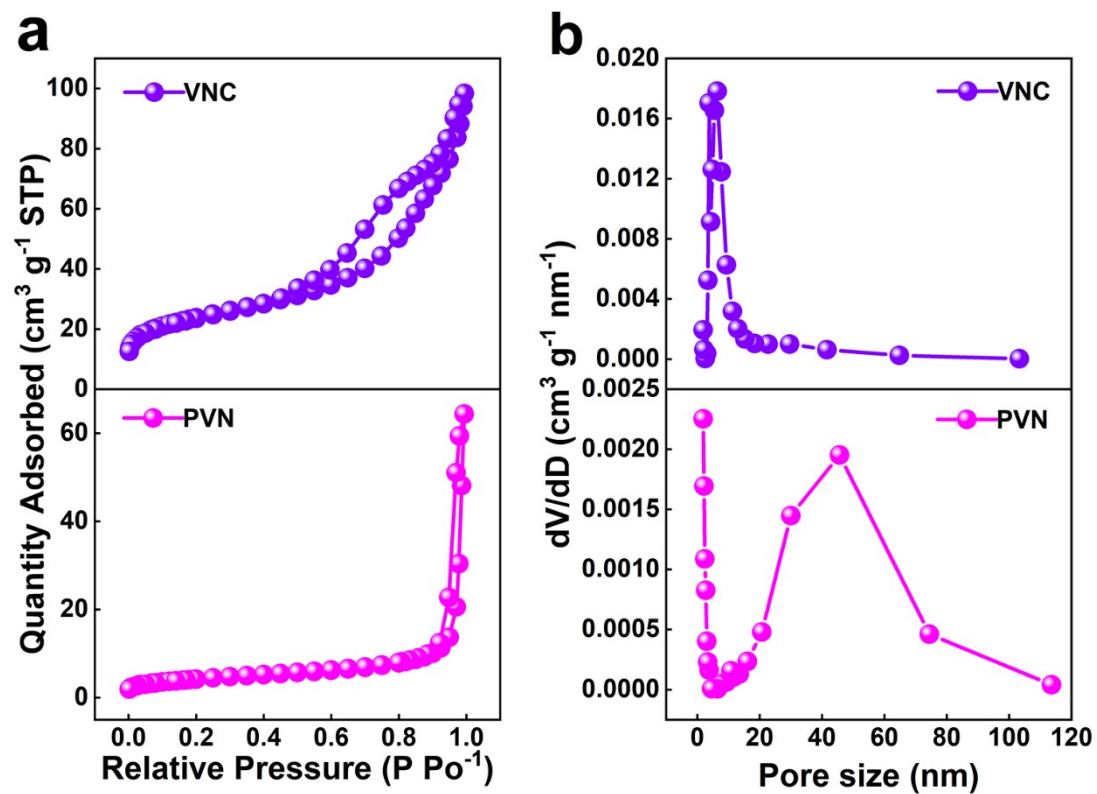 a
b
Quantity Adsorbed (cm³ g⁻¹ STP)
VNC
100
80
60
40
20
0
PVN
60
40
20
0
0.0 0.2 0.4 0.6 0.8 1.0
Relative Pressure (P Po⁻¹)
dV/dD (cm³ g⁻¹ nm⁻¹)
VNC
0.020
0.016
0.012
0.008
0.004
0.000
PVN
0.0025
0.0020
0.0015
0.0010
0.0005
0.0000
0 20 40 60 80 100 120
Pore size (nm)